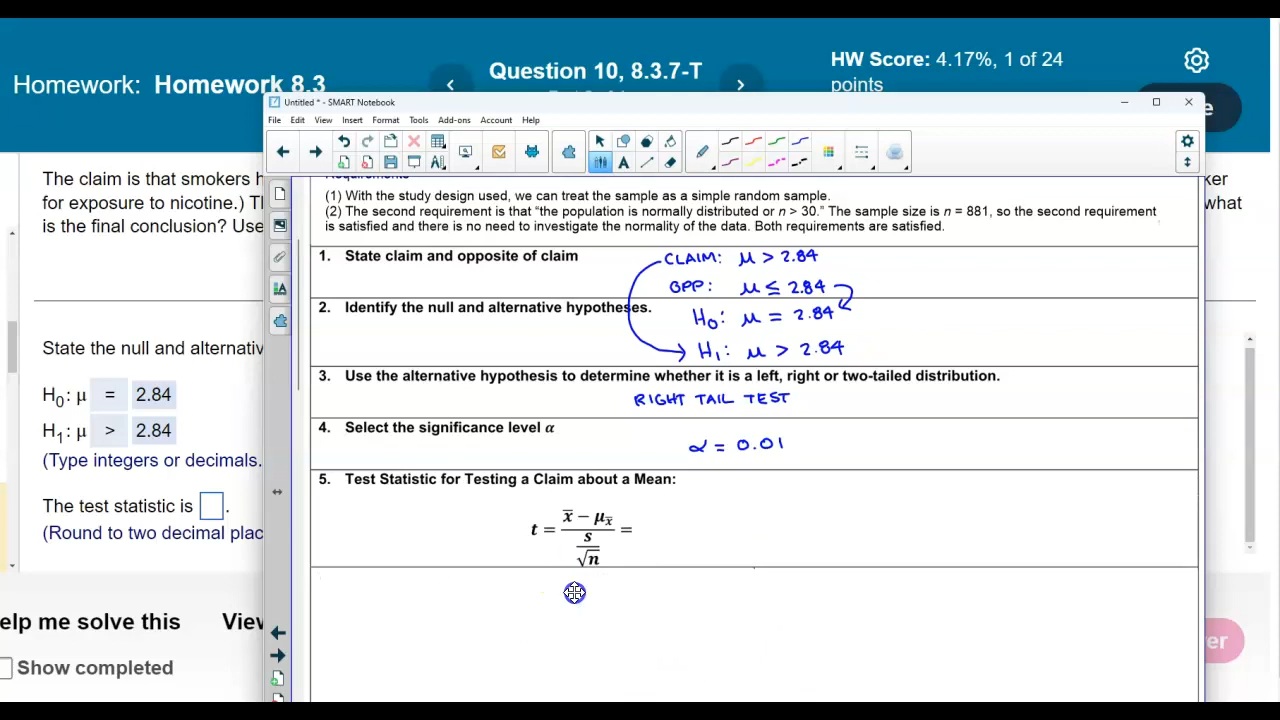 Homework: Homework 8.3
Question 10, 8.3.7-T
HW Score: 4.17%, 1 of 24
points
The claim is that smokers h
for exposure to nicotine.) T
is the final conclusion? Use
ker
what
State the null and alternativ
H0: μ = 2.84
H1: μ > 2.84
(Type integers or decimals.
The test statistic is
(Round to two decimal plac
elp me solve this
Viev
Show completed
er
Untitled * - SMART Notebook
File Edit View Insert Format Tools Add-ons Account Help
Requirements
(1) With the study design used, we can treat the sample as a simple random sample.
(2) The second requirement is that “the population is normally distributed or n > 30.” The sample size is n = 881, so the second requirement
is satisfied and there is no need to investigate the normality of the data. Both requirements are satisfied.
1. State claim and opposite of claim
CLAIM: μ > 2.84
OPP: μ ≤ 2.84
2. Identify the null and alternative hypotheses.
H0: μ = 2.84
H1: μ > 2.84
3. Use the alternative hypothesis to determine whether it is a left, right or two-tailed distribution.
RIGHT TAIL TEST
4. Select the significance level α
α = 0.01
5. Test Statistic for Testing a Claim about a Mean:
t = (x̄ − μx̄) / (s / √n) =